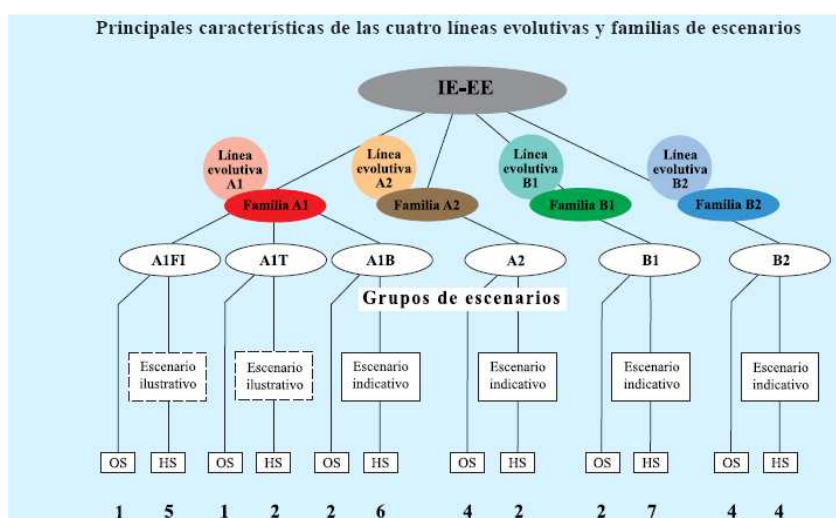 Principales características de las cuatro líneas evolutivas y familias de escenarios
IE-EE
Línea
evolutiva
A1
Línea
evolutiva
A2
Línea
evolutiva
B1
Línea
evolutiva
B2
Familia A1
Familia A2
Familia B1
Familia B2
A1FI
A1T
A1B
A2
B1
B2
Grupos de escenarios
Escenario
ilustrativo
Escenario
ilustrativo
Escenario
indicativo
Escenario
indicativo
Escenario
indicativo
Escenario
indicativo
OS HS OS HS OS HS OS HS OS HS OS HS
1 5 1 2 2 6 4 2 2 7 4 4